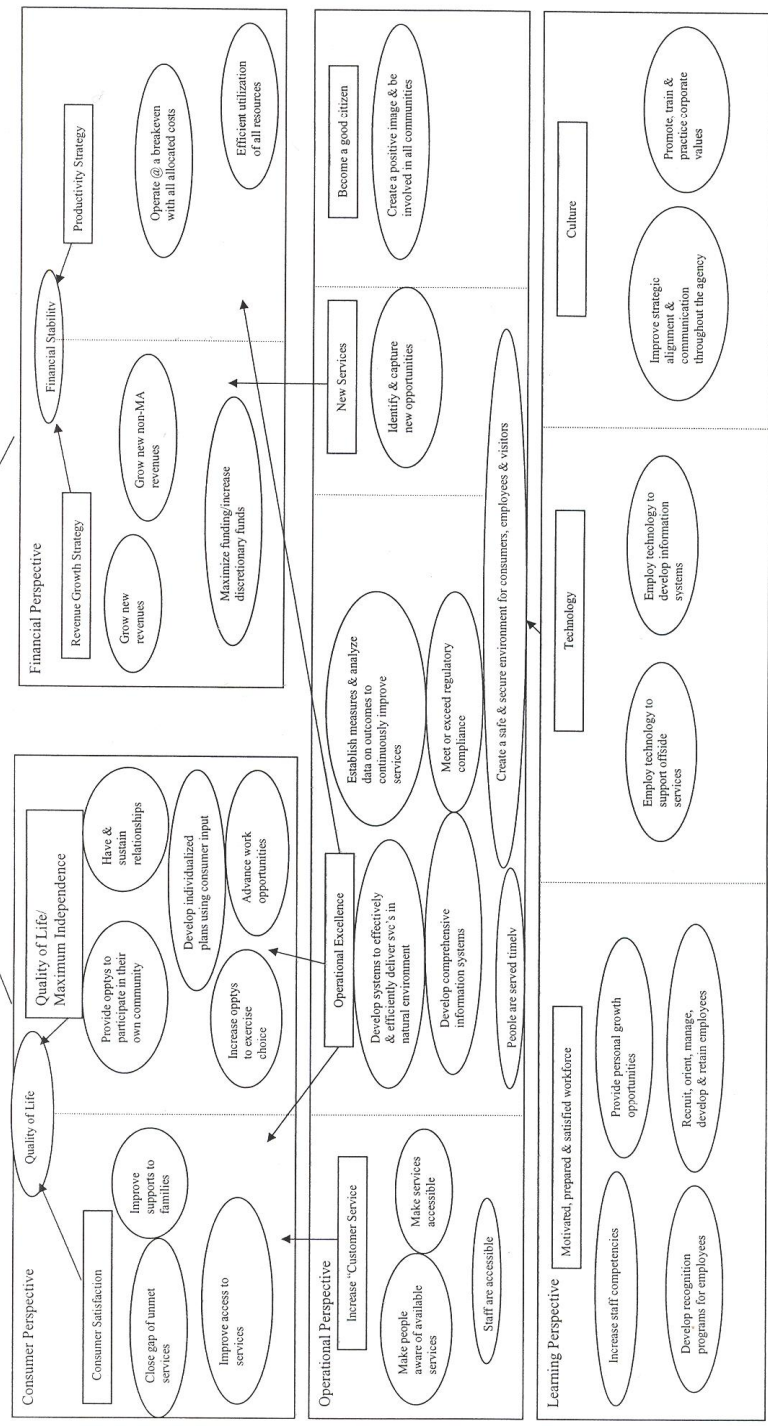 Consumer Perspective
Quality of Life
Consumer Satisfaction
Quality of Life/
Maximum Independence
Close gap of unmet
services
Improve
supports to
families
Improve access to
services
Provide opptys to
participate in their
own community
Have &
sustain
relationships
Develop individualized
plans using consumer input
Increase opptys
to exercise
choice
Advance work
opportunities
Financial Perspective
Financial Stability
Revenue Growth Strategy
Productivity Strategy
Grow new
revenues
Grow new non-MA
revenues
Maximize funding/increase
discretionary funds
Operate @ a breakeven
with all allocated costs
Efficient utilization
of all resources
Operational Perspective
Increase "Customer Service
Make people
aware of available
services
Make services
accessible
Staff are accessible
Operational Excellence
Develop systems to effectively
& efficiently deliver svc's in
natural environment
Establish measures & analyze
data on outcomes to
continuously improve
services
Develop comprehensive
information systems
Meet or exceed regulatory
compliance
People are served timely
Create a safe & secure environment for consumers, employees & visitors
New Services
Identify & capture
new opportunities
Become a good citizen
Create a positive image & be
involved in all communities
Learning Perspective
Motivated, prepared & satisfied workforce
Increase staff competencies
Provide personal growth
opportunities
Develop recognition
programs for employees
Recruit, orient, manage,
develop & retain employees
Technology
Employ technology to
support offside
services
Employ technology to
develop information
systems
Culture
Improve strategic
alignment &
communication
throughout the agency
Promote, train &
practice corporate
values